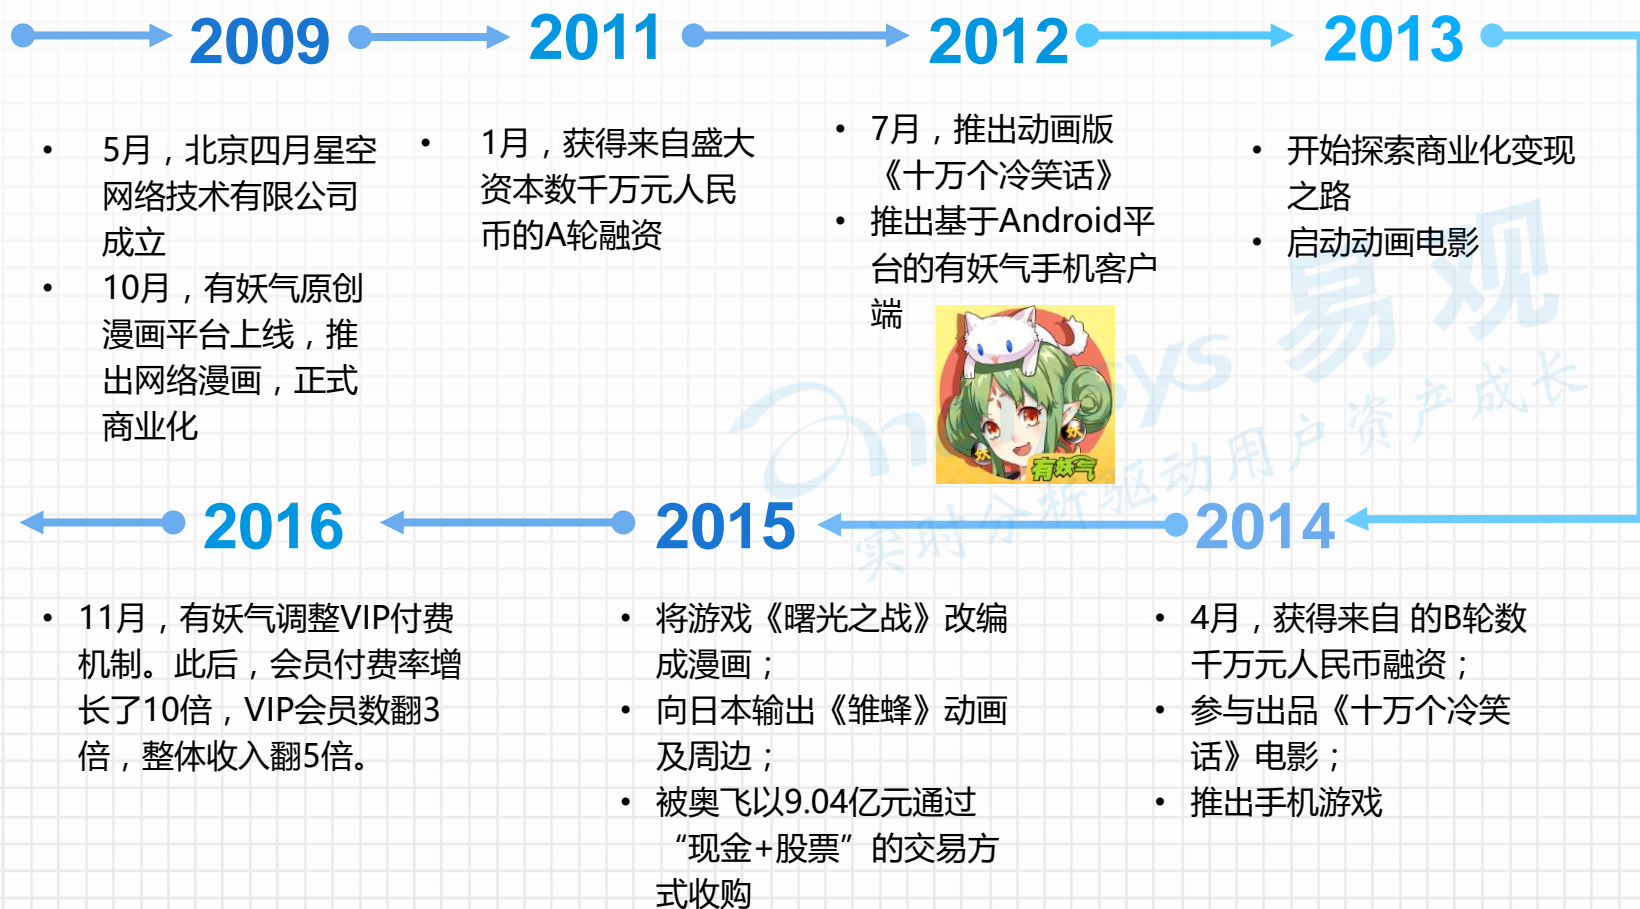 2009
2011
2012
2013
5月，北京四月星空
网络技术有限公司
成立
10月，有妖气原创
漫画平台上线，推
出网络漫画，正式
商业化
1月，获得来自盛大
资本数千万元人民
币的A轮融资
7月，推出动画版
《十万个冷笑话》
推出基于Android平
台的有妖气手机客户
端
妖
妖
有妖气
开始探索商业化变现
之路
启动动画电影
易观
实时分析驱动用户资产成长
2016
2015
2014
11月，有妖气调整VIP付费
机制。此后，会员付费率增
长了10倍，VIP会员数翻3
倍，整体收入翻5倍。
将游戏《曙光之战》改编
成漫画；
向日本输出《雏蜂》动画
及周边；
被奥飞以9.04亿元通过
“现金+股票”的交易方
式收购
4月，获得来自 的B轮数
千万元人民币融资；
参与出品《十万个冷笑
话》电影；
推出手机游戏